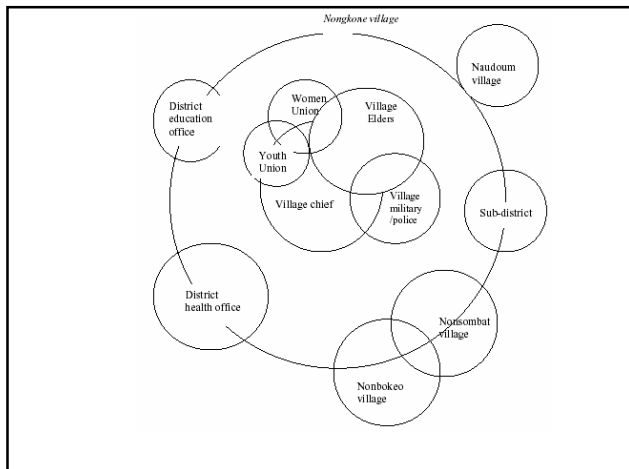 Nongkone village
Naudoum
village
District
education
office
Women
Union
Village
Elders
Youth
Union
Village chief
Village
military
/police
Sub-district
District
health office
Nonsombat
village
Nonbokeo
village